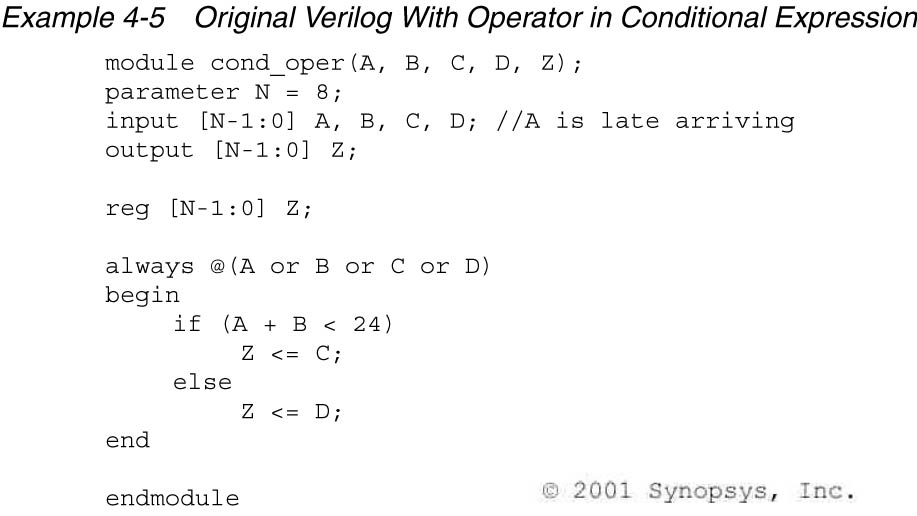 Example 4-5 Original Verilog With Operator in Conditional Expression
module cond_oper(A, B, C, D, Z);
parameter N = 8;
input [N-1:0] A, B, C, D; //A is late arriving
output [N-1:0] Z;
reg [N-1:0] Z;
always @(A or B or C or D)
begin
if (A + B < 24)
Z <= C;
else
Z <= D;
end
endmodule
© 2001 Synopsys, Inc.